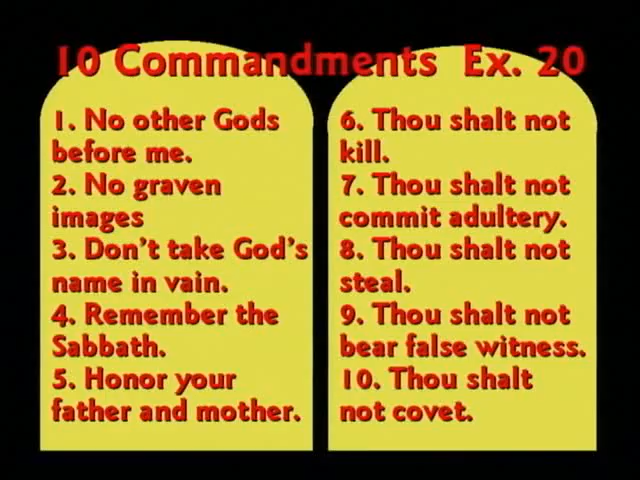 10 Commandments Ex. 20
1. No other Gods
before me.
2. No graven
images
3. Don't take God's
name in vain.
4. Remember the
Sabbath.
5. Honor your
father and mother.
6. Thou shalt not
kill.
7. Thou shalt not
commit adultery.
8. Thou shalt not
steal.
9. Thou shalt not
bear false witness.
10. Thou shalt
not covet.